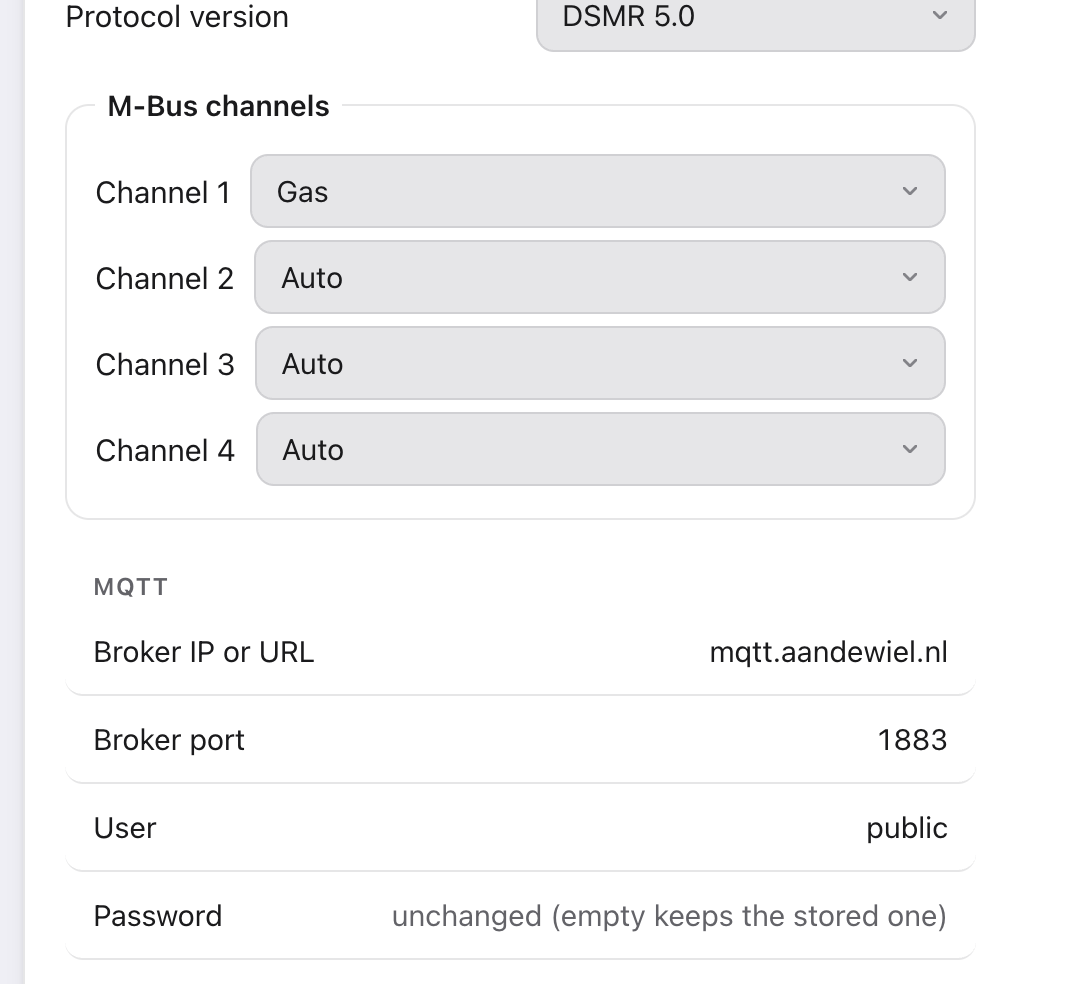 Protocol version DSMR 5.0
M-Bus channels
Channel 1 Gas
Channel 2 Auto
Channel 3 Auto
Channel 4 Auto
MQTT
Broker IP or URL mqtt.aandewiel.nl
Broker port 1883
User public
Password unchanged (empty keeps the stored one)